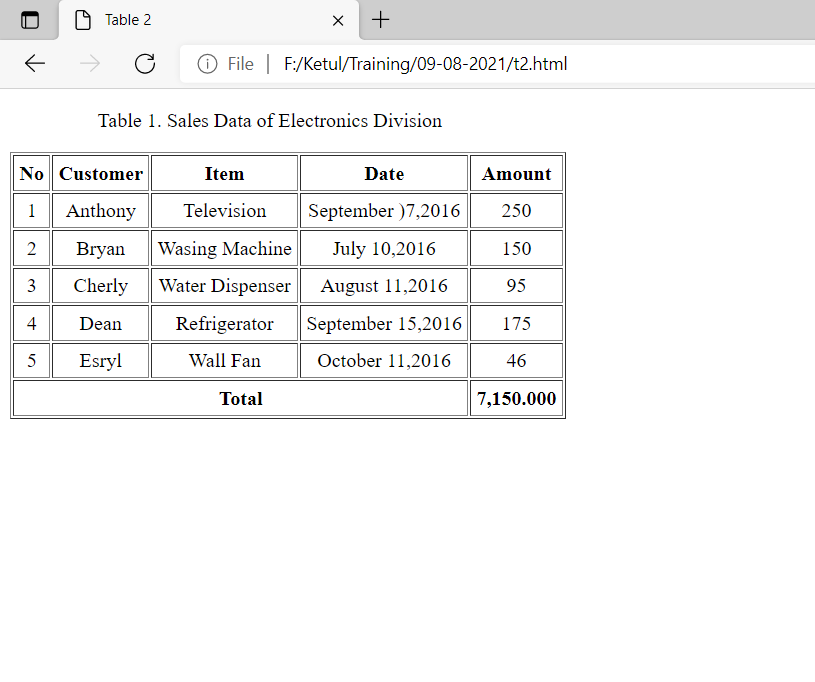 Table 2
File F:/Ketul/Training/09-08-2021/t2.html
Table 1. Sales Data of Electronics Division
No Customer Item Date Amount
1 Anthony Television September )7,2016 250
2 Bryan Wasing Machine July 10,2016 150
3 Cherly Water Dispenser August 11,2016 95
4 Dean Refrigerator September 15,2016 175
5 Esryl Wall Fan October 11,2016 46
Total 7,150.000